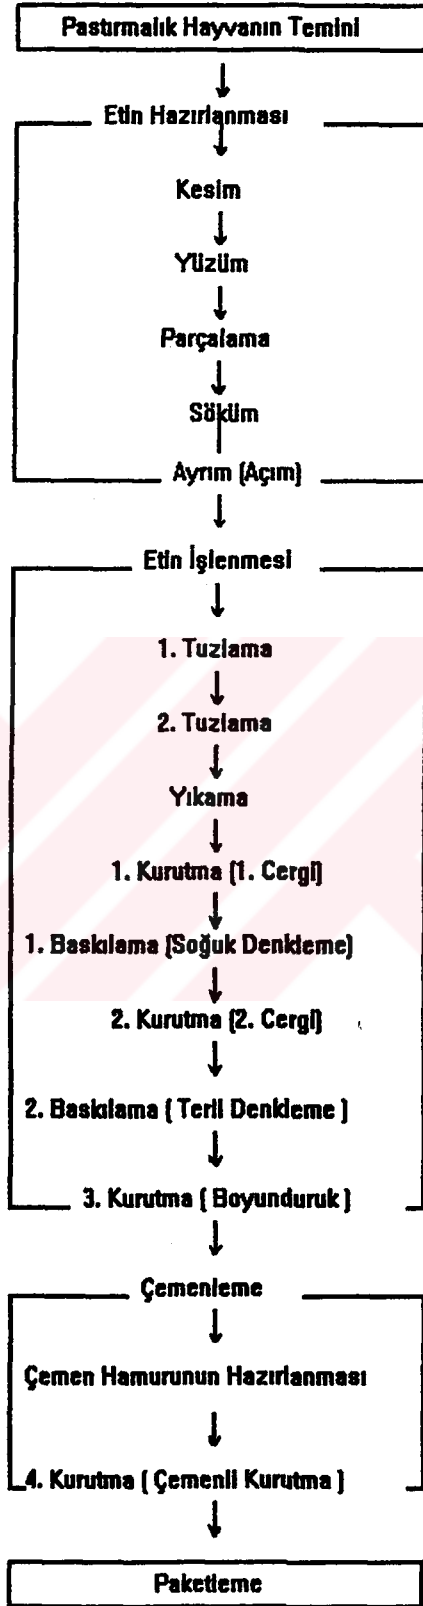 Pastırmalık Hayvanın Temini
Etin Hazırlanması
Kesim
Yüzüm
Parçalama
Söküm
Ayrım (Açım)
Etin İşlenmesi
1. Tuzlama
2. Tuzlama
Yıkama
1. Kurutma (1. Cergi)
1. Baskılama (Soğuk Denkleme)
2. Kurutma (2. Cergi)
2. Baskılama ( Terli Denkleme )
3. Kurutma ( Boyunduruk )
Çemenleme
Çemen Hamurunun Hazırlanması
4. Kurutma ( Çemenli Kurutma )
Paketleme